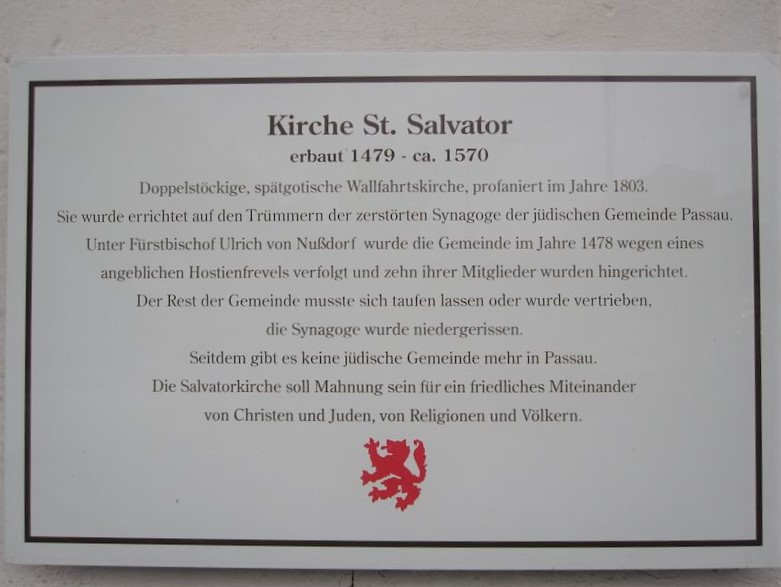 Kirche St. Salvator
erbaut 1479 - ca. 1570
Doppelstöckige, spätgotische Wallfahrtskirche, profaniert im Jahre 1803.
Sie wurde errichtet auf den Trümmern der zerstörten Synagoge der jüdischen Gemeinde Passau.
Unter Fürstbischof Ulrich von Nußdorf wurde die Gemeinde im Jahre 1478 wegen eines
angeblichen Hostienfrevels verfolgt und zehn ihrer Mitglieder wurden hingerichtet.
Der Rest der Gemeinde musste sich taufen lassen oder wurde vertrieben,
die Synagoge wurde niedergerissen.
Seitdem gibt es keine jüdische Gemeinde mehr in Passau.
Die Salvatorkirche soll Mahnung sein für ein friedliches Miteinander
von Christen und Juden, von Religionen und Völkern.